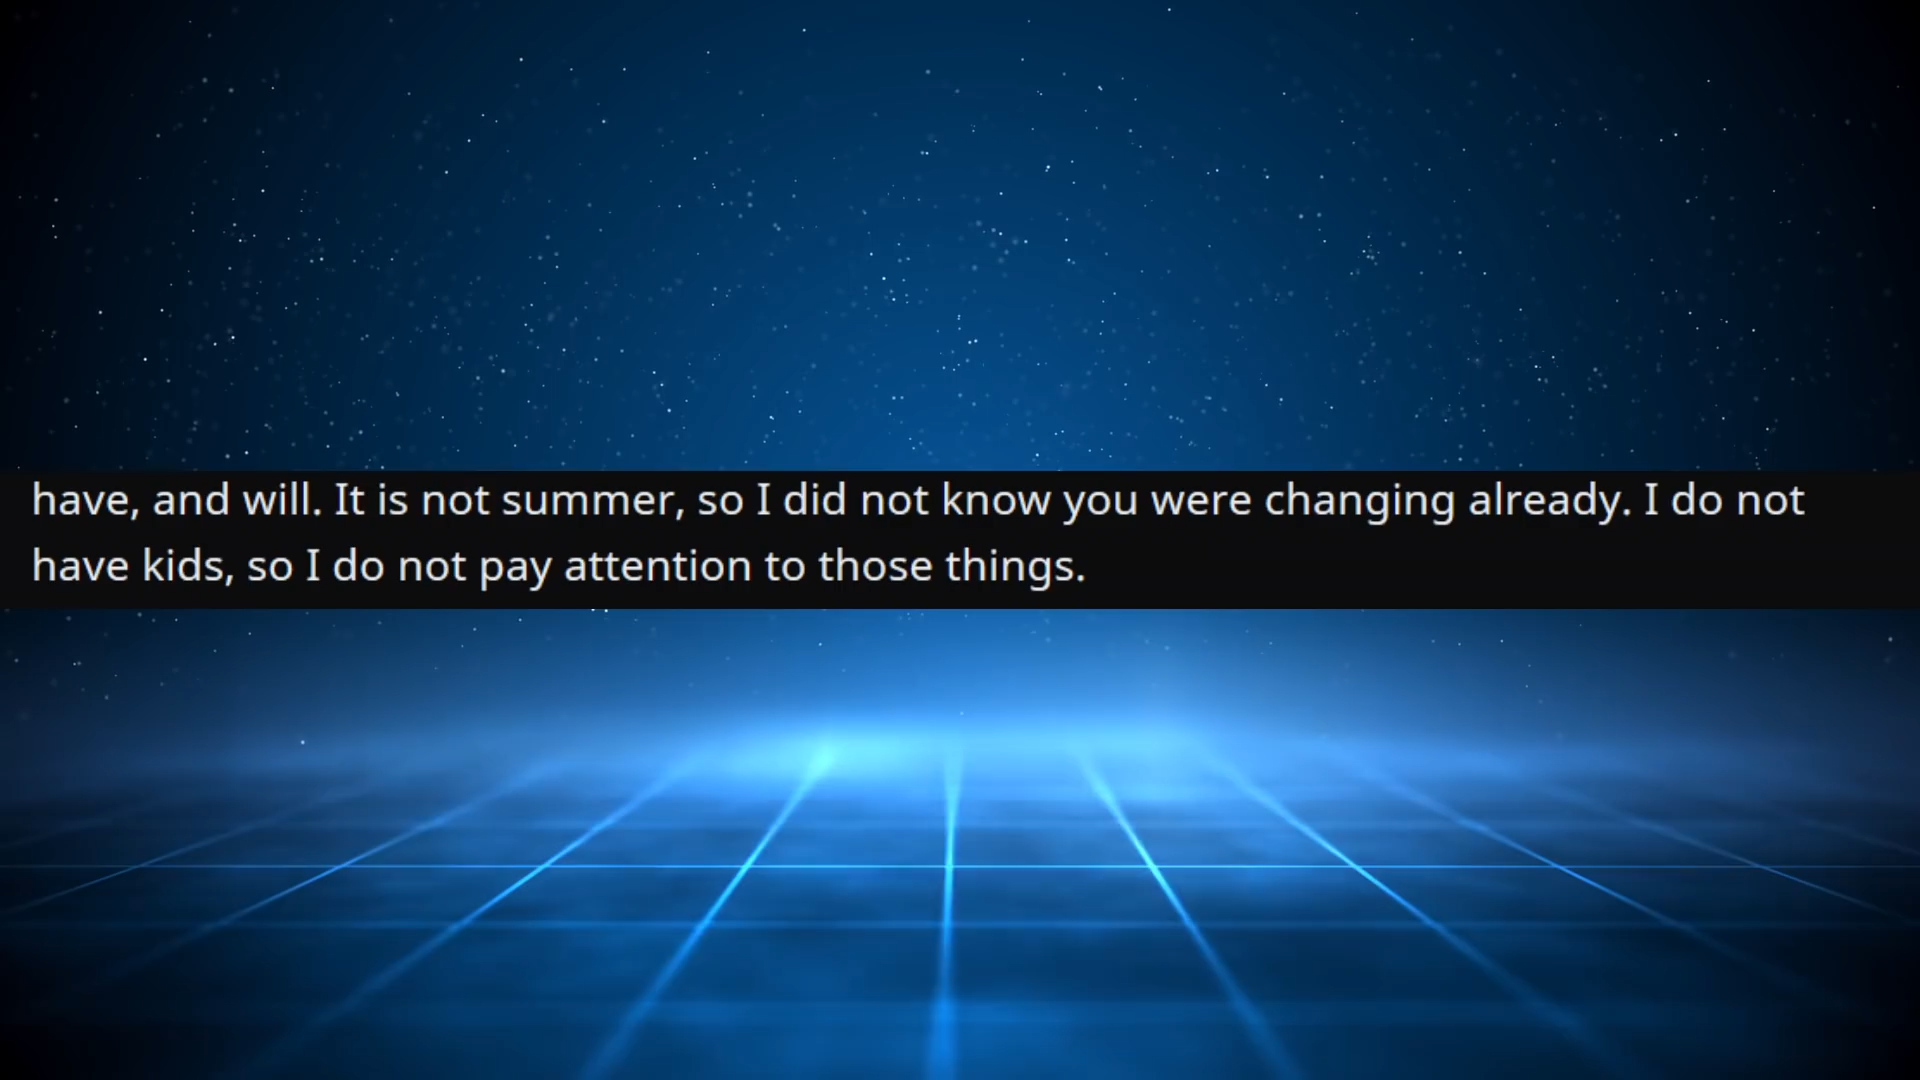 have, and will. It is not summer, so I did not know you were changing already. I do not
have kids, so I do not pay attention to those things.